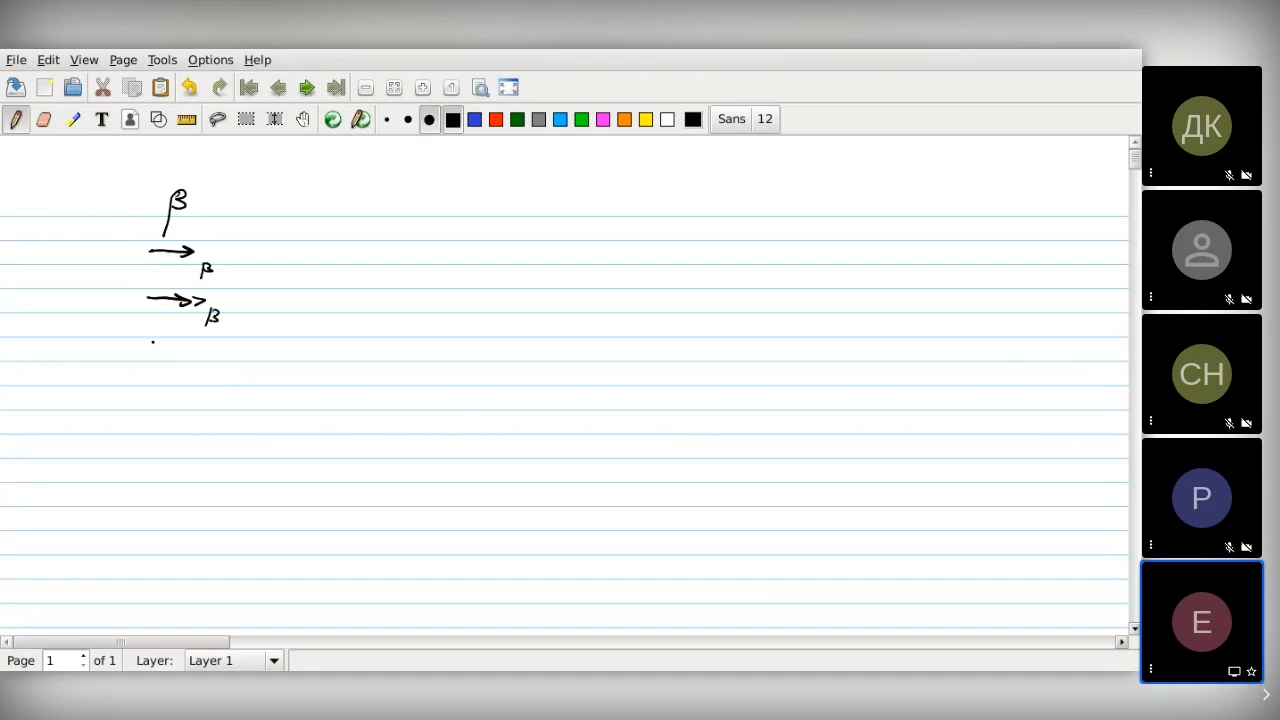 File Edit View Page Tools Options Help
Sans 12
β
→β
↠β
ДК
СН
P
E
Page 1 of 1 Layer: Layer 1